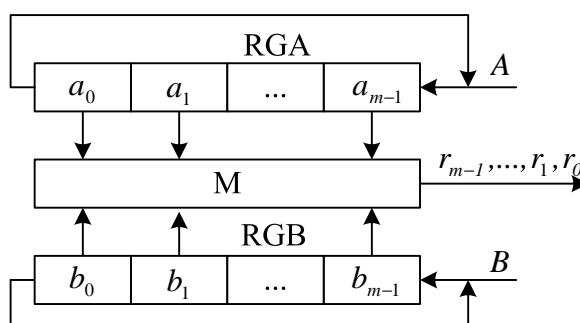 RGA
A
a₀ a₁ ... aₘ₋₁
M
rₘ₋₁,...,r₁,r₀
RGB
B
b₀ b₁ ... bₘ₋₁